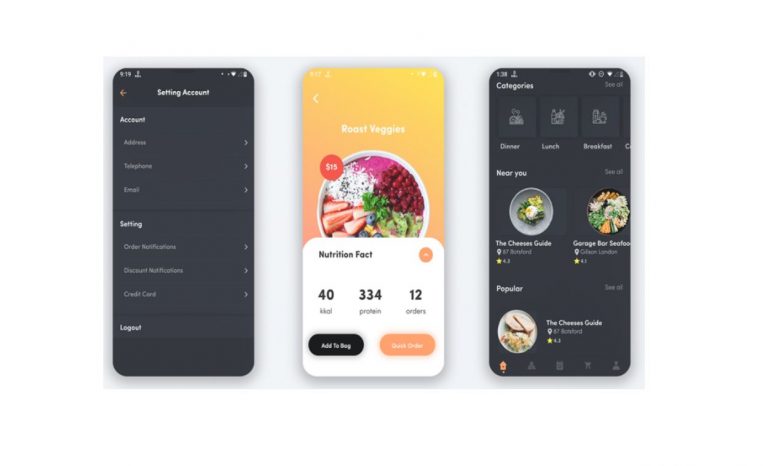 9:19
Setting Account
Account
Address
Telephone
Email
Setting
Order Notifications
Discount Notifications
Credit Card
Logout
Roast Veggies
$15
Nutrition Fact
40 334 12
kkal protein orders
Add To Bag Quick Order
1:38
Categories See all
Dinner Lunch Breakfast
Near you See all
The Cheeses Guide Garage Bar Seafoo
87 Botsford Gilson London
4.3 4.1
Popular See all
The Cheeses Guide
87 Botsford
4.3